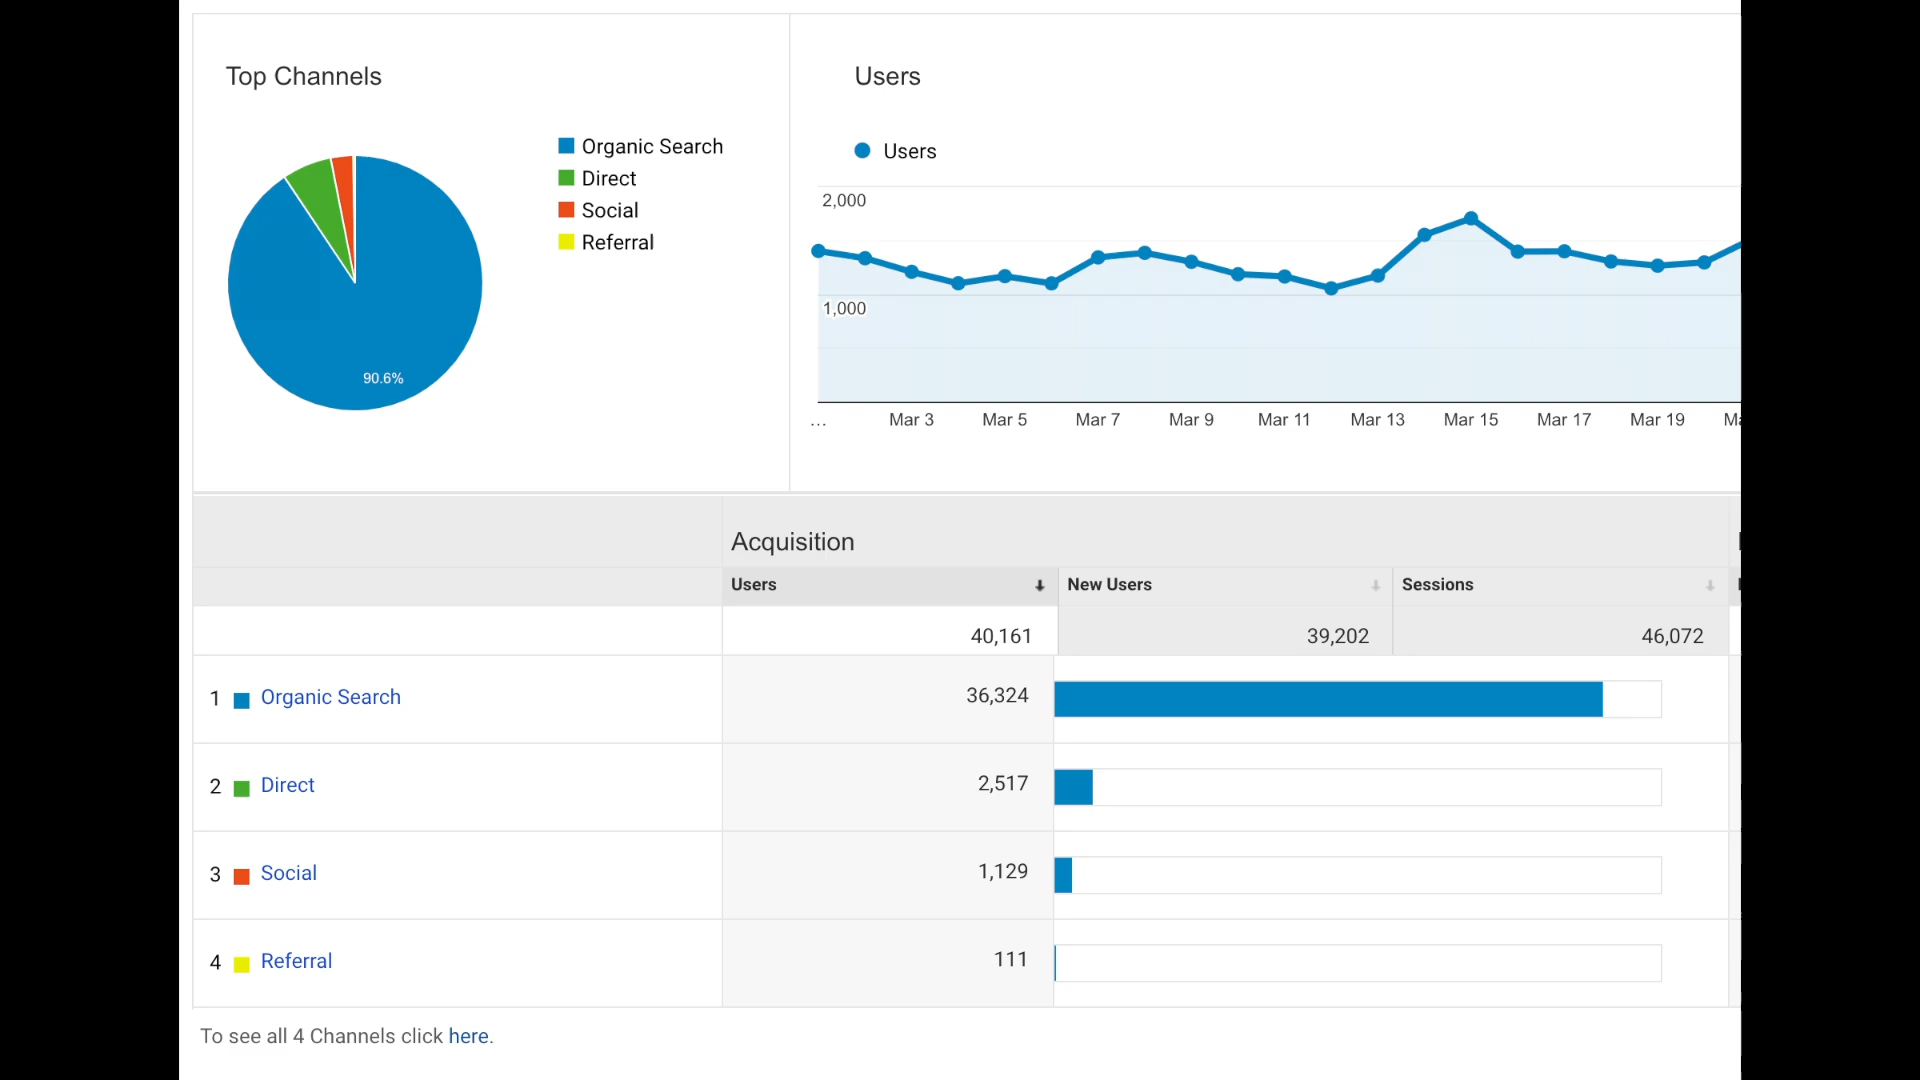 Top Channels
Organic Search
Direct
Social
Referral
90.6%
Users
Users
2,000
1,000
... Mar 3 Mar 5 Mar 7 Mar 9 Mar 11 Mar 13 Mar 15 Mar 17 Mar 19
Acquisition
Users New Users Sessions
40,161 39,202 46,072
1 Organic Search 36,324
2 Direct 2,517
3 Social 1,129
4 Referral 111
To see all 4 Channels click here.